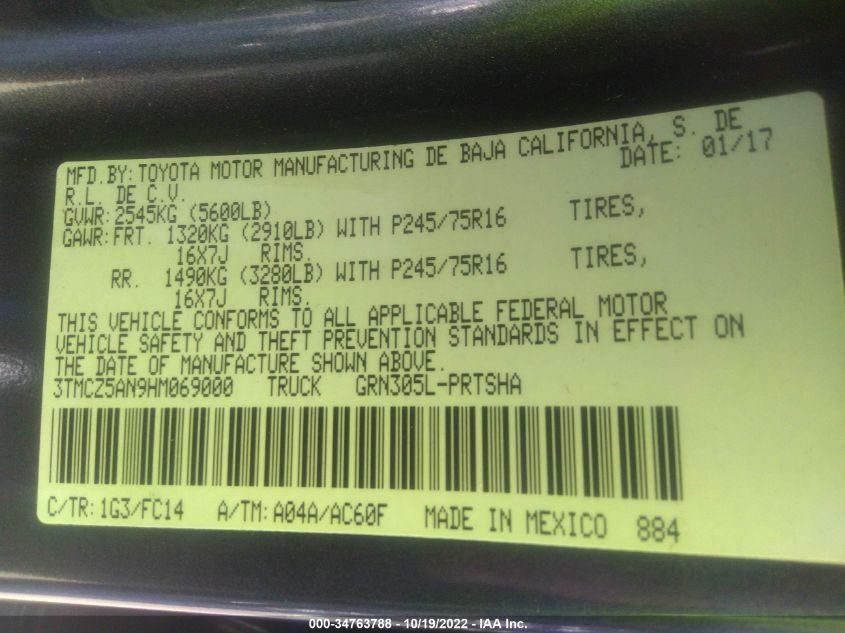 MFD.BY: TOYOTA MOTOR MANUFACTURING DE BAJA CALIFORNIA, S. DE
R.L. DE C.V. DATE: 01/17
GVWR: 2545KG (5600LB)
GAWR: FRT. 1320KG (2910LB) WITH P245/75R16 TIRES,
16X7J RIMS.
RR. 1490KG (3280LB) WITH P245/75R16 TIRES,
16X7J RIMS.
THIS VEHICLE CONFORMS TO ALL APPLICABLE FEDERAL MOTOR
VEHICLE SAFETY AND THEFT PREVENTION STANDARDS IN EFFECT ON
THE DATE OF MANUFACTURE SHOWN ABOVE.
3TMCZ5AN9HM069000 TRUCK GRN305L-PRTSHA
C/TR: 1G3/FC14 A/TM: A04A/AC60F MADE IN MEXICO 884
000-34763788 - 10/19/2022 - IAA Inc.